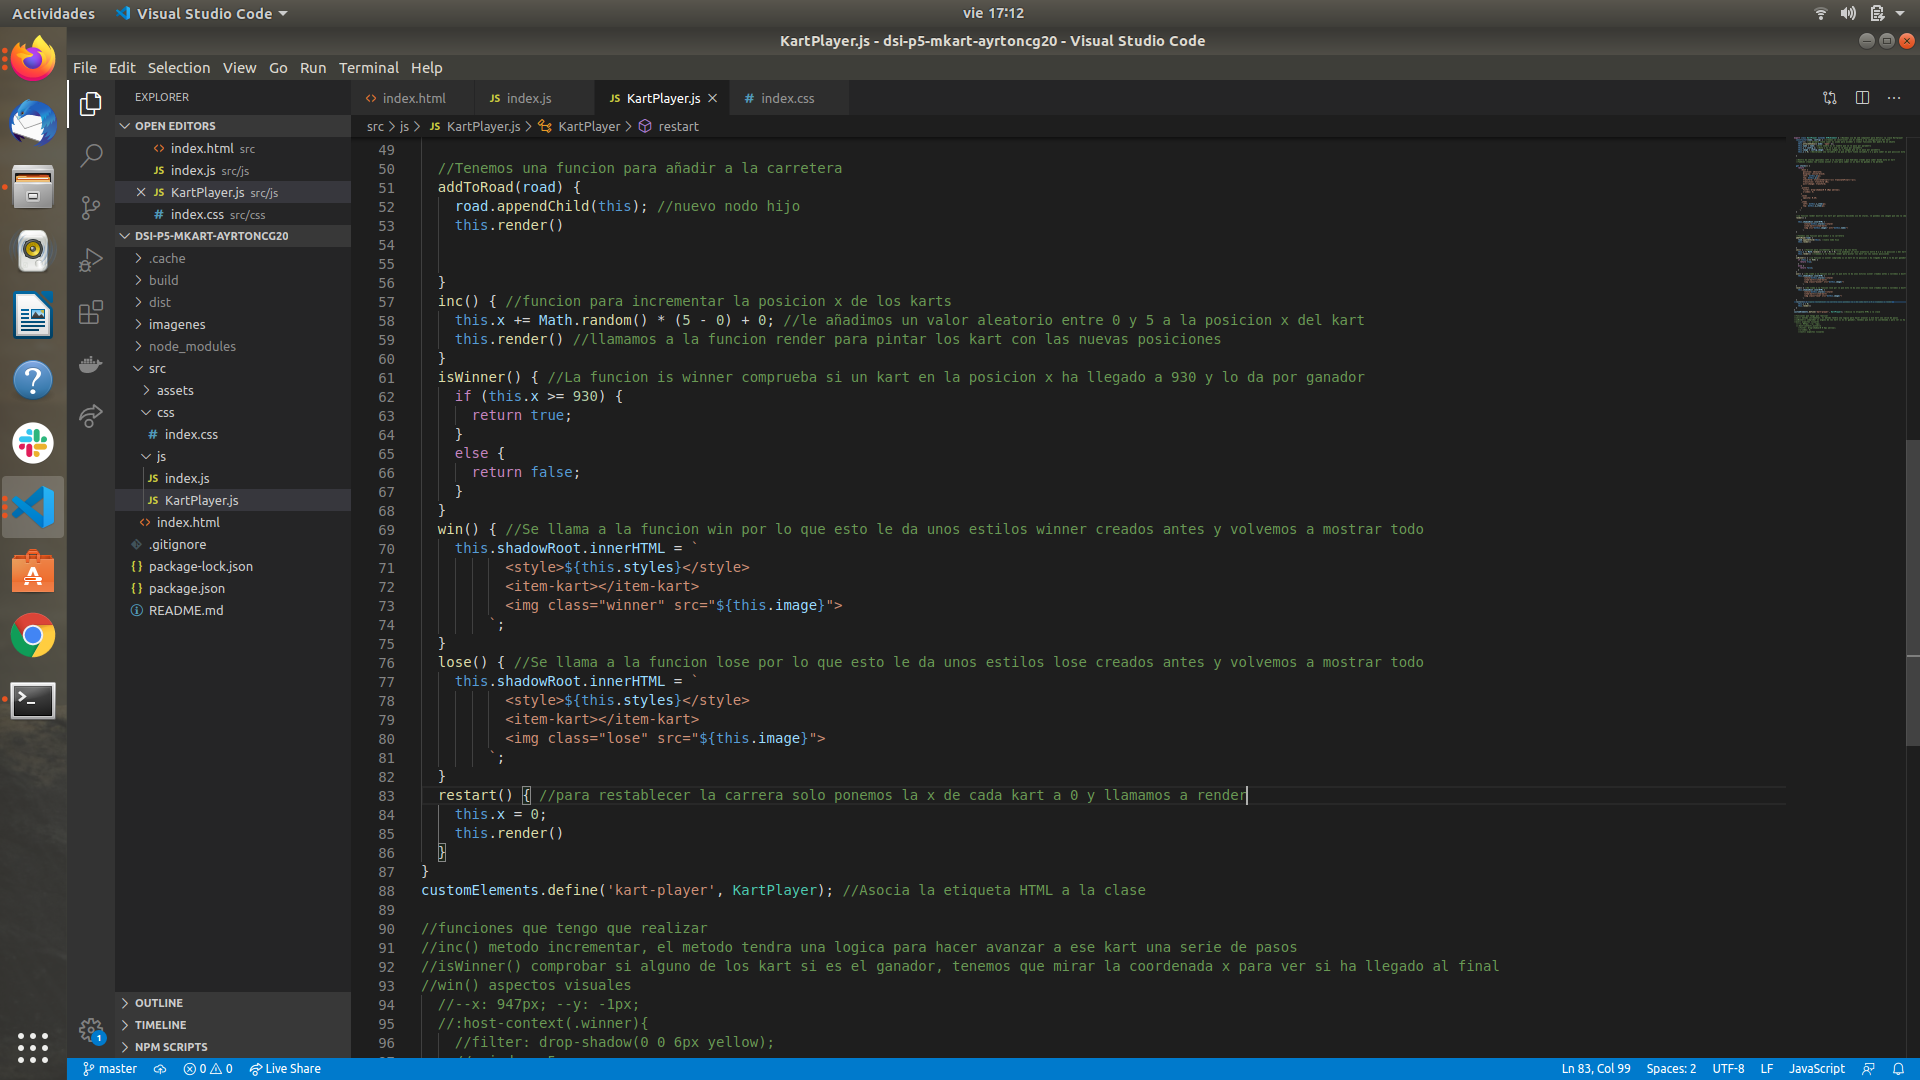 Actividades
Visual Studio Code
vie 17:12
KartPlayer.js - dsi-p5-mkart-ayrtoncg20 - Visual Studio Code
File Edit Selection View Go Run Terminal Help
EXPLORER
OPEN EDITORS
index.html src
JS index.js src/js
JS KartPlayer.js src/js
# index.css src/css
DSI-P5-MKART-AYRTONCG20
.cache
build
dist
imagenes
node_modules
src
assets
css
# index.css
js
JS index.js
JS KartPlayer.js
index.html
.gitignore
package-lock.json
package.json
README.md
OUTLINE
TIMELINE
NPM SCRIPTS
index.html
JS index.js
JS KartPlayer.js
# index.css
src > js > JS KartPlayer.js > KartPlayer > restart
49
50 //Tenemos una funcion para añadir a la carretera
51 addToRoad(road) {
52 road.appendChild(this); //nuevo nodo hijo
53 this.render()
54
55
56 }
57 inc() { //funcion para incrementar la posicion x de los karts
58 this.x += Math.random() * (5 - 0) + 0; //le añadimos un valor aleatorio entre 0 y 5 a la posicion x del kart
59 this.render() //llamamos a la funcion render para pintar los kart con las nuevas posiciones
60 }
61 isWinner() { //La funcion is winner comprueba si un kart en la posicion x ha llegado a 930 y lo da por ganador
62 if (this.x >= 930) {
63 return true;
64 }
65 else {
66 return false;
67 }
68 }
69 win() { //Se llama a la funcion win por lo que esto le da unos estilos winner creados antes y volvemos a mostrar todo
70 this.shadowRoot.innerHTML = `
71 <style>${this.styles}</style>
72 <item-kart></item-kart>
73 <img class="winner" src="${this.image}">
74 `;
75 }
76 lose() { //Se llama a la funcion lose por lo que esto le da unos estilos lose creados antes y volvemos a mostrar todo
77 this.shadowRoot.innerHTML = `
78 <style>${this.styles}</style>
79 <item-kart></item-kart>
80 <img class="lose" src="${this.image}">
81 `;
82 }
83 restart() { //para restablecer la carrera solo ponemos la x de cada kart a 0 y llamamos a render
84 this.x = 0;
85 this.render()
86 }
87 }
88 customElements.define('kart-player', KartPlayer); //Asocia la etiqueta HTML a la clase
89
90 //funciones que tengo que realizar
91 //inc() metodo incrementar, el metodo tendra una logica para hacer avanzar a ese kart una serie de pasos
92 //isWinner() comprobar si alguno de los kart si es el ganador, tenemos que mirar la coordenada x para ver si ha llegado al final
93 //win() aspectos visuales
94 //--x: 947px; --y: -1px;
95 //:host-context(.winner){
96 //filter: drop-shadow(0 0 6px yellow);
1
master
0 0
Live Share
Ln 83, Col 99
Spaces: 2
UTF-8
LF
JavaScript